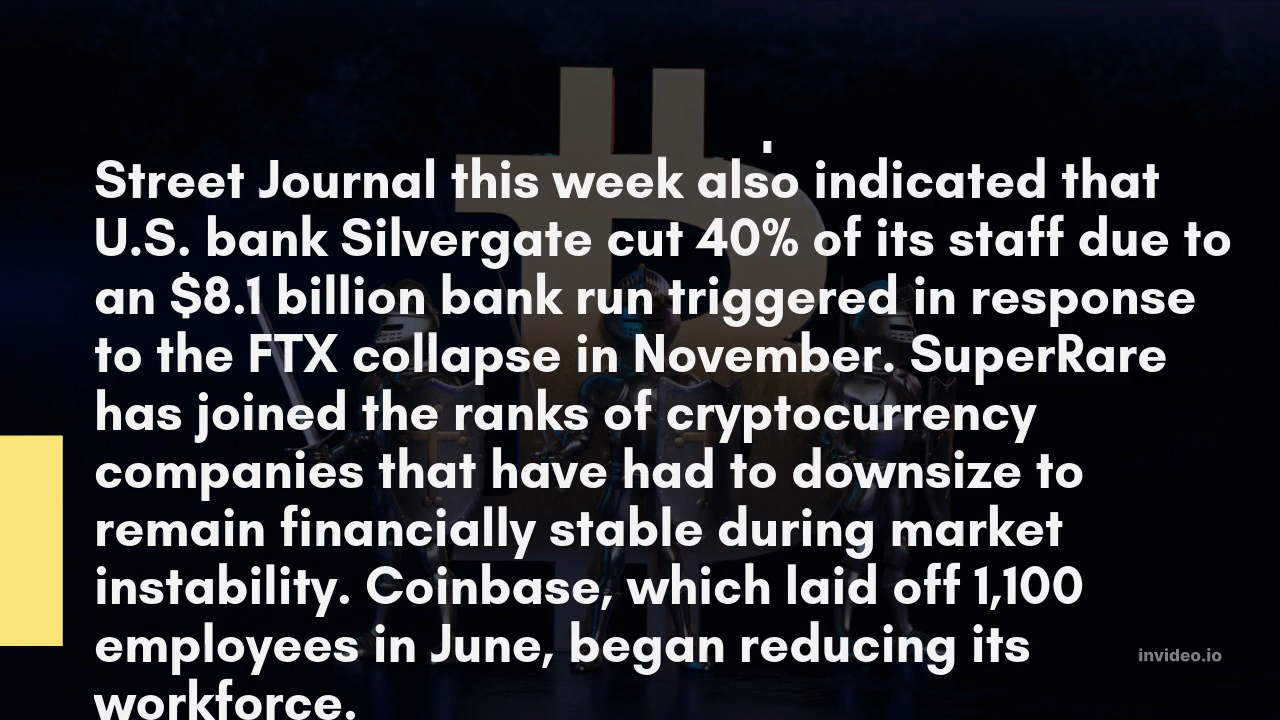 Street Journal this week also indicated that
U.S. bank Silvergate cut 40% of its staff due to
an $8.1 billion bank run triggered in response
to the FTX collapse in November. SuperRare
has joined the ranks of cryptocurrency
companies that have had to downsize to
remain financially stable during market
instability. Coinbase, which laid off 1,100
employees in June, began reducing its
workforce.
invideo.io